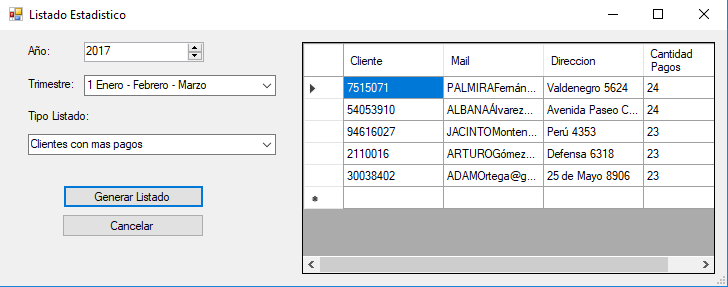 Listado Estadistico
Año:
2017
Trimestre:
1 Enero - Febrero - Marzo
Tipo Listado:
Clientes con mas pagos
Generar Listado
Cancelar
Cliente Mail Direccion Cantidad Pagos
7515071 PALMIRAFernán... Valdenegro 5624 24
54053910 ALBANAÁlvarez... Avenida Paseo C... 24
94616027 JACINTOMonten... Perú 4353 23
2110016 ARTUROGómez... Defensa 6318 23
30038402 ADAMOrtega@g... 25 de Mayo 8906 23